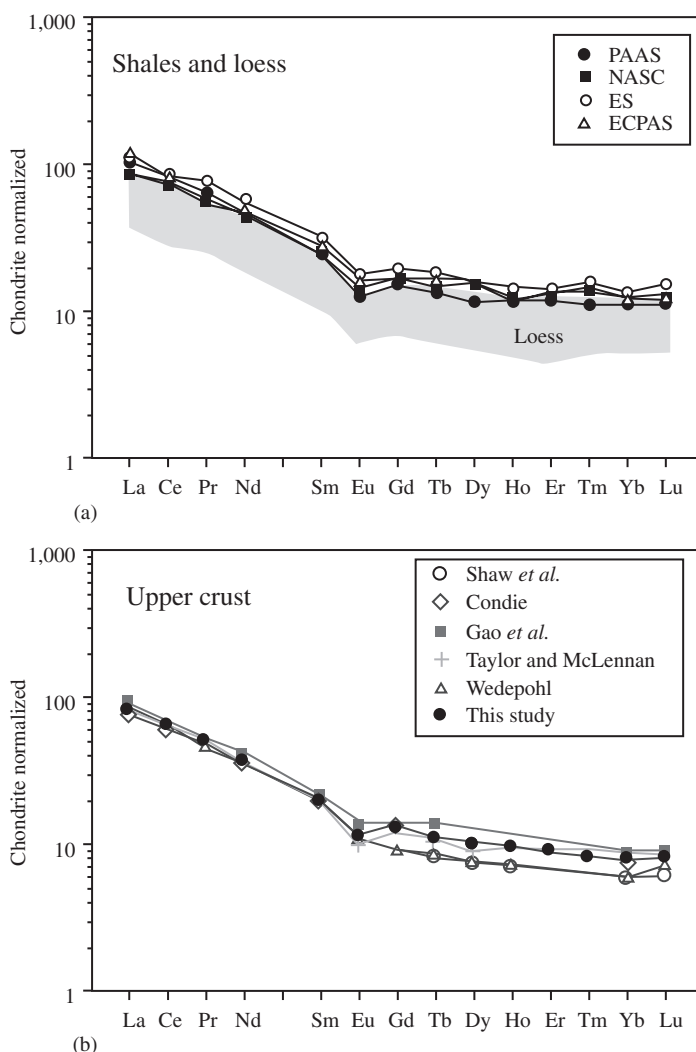 1,000
Shales and loess
PAAS
NASC
ES
ECPAS
100
Chondrite normalized
10
Loess
1
La Ce Pr Nd Sm Eu Gd Tb Dy Ho Er Tm Yb Lu
(a)
1,000
Upper crust
Shaw et al.
Condie
Gao et al.
Taylor and McLennan
Wedepohl
This study
100
Chondrite normalized
10
1
La Ce Pr Nd Sm Eu Gd Tb Dy Ho Er Tm Yb Lu
(b)